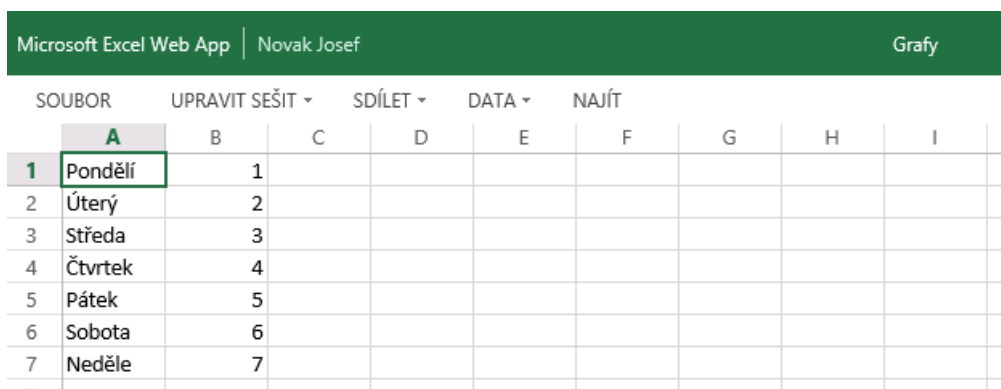 Microsoft Excel Web App | Novak Josef Grafy
SOUBOR UPRAVIT SEŠIT SDÍLET DATA NAJÍT
A B C D E F G H I
1 Pondělí 1
2 Úterý 2
3 Středa 3
4 Čtvrtek 4
5 Pátek 5
6 Sobota 6
7 Neděle 7